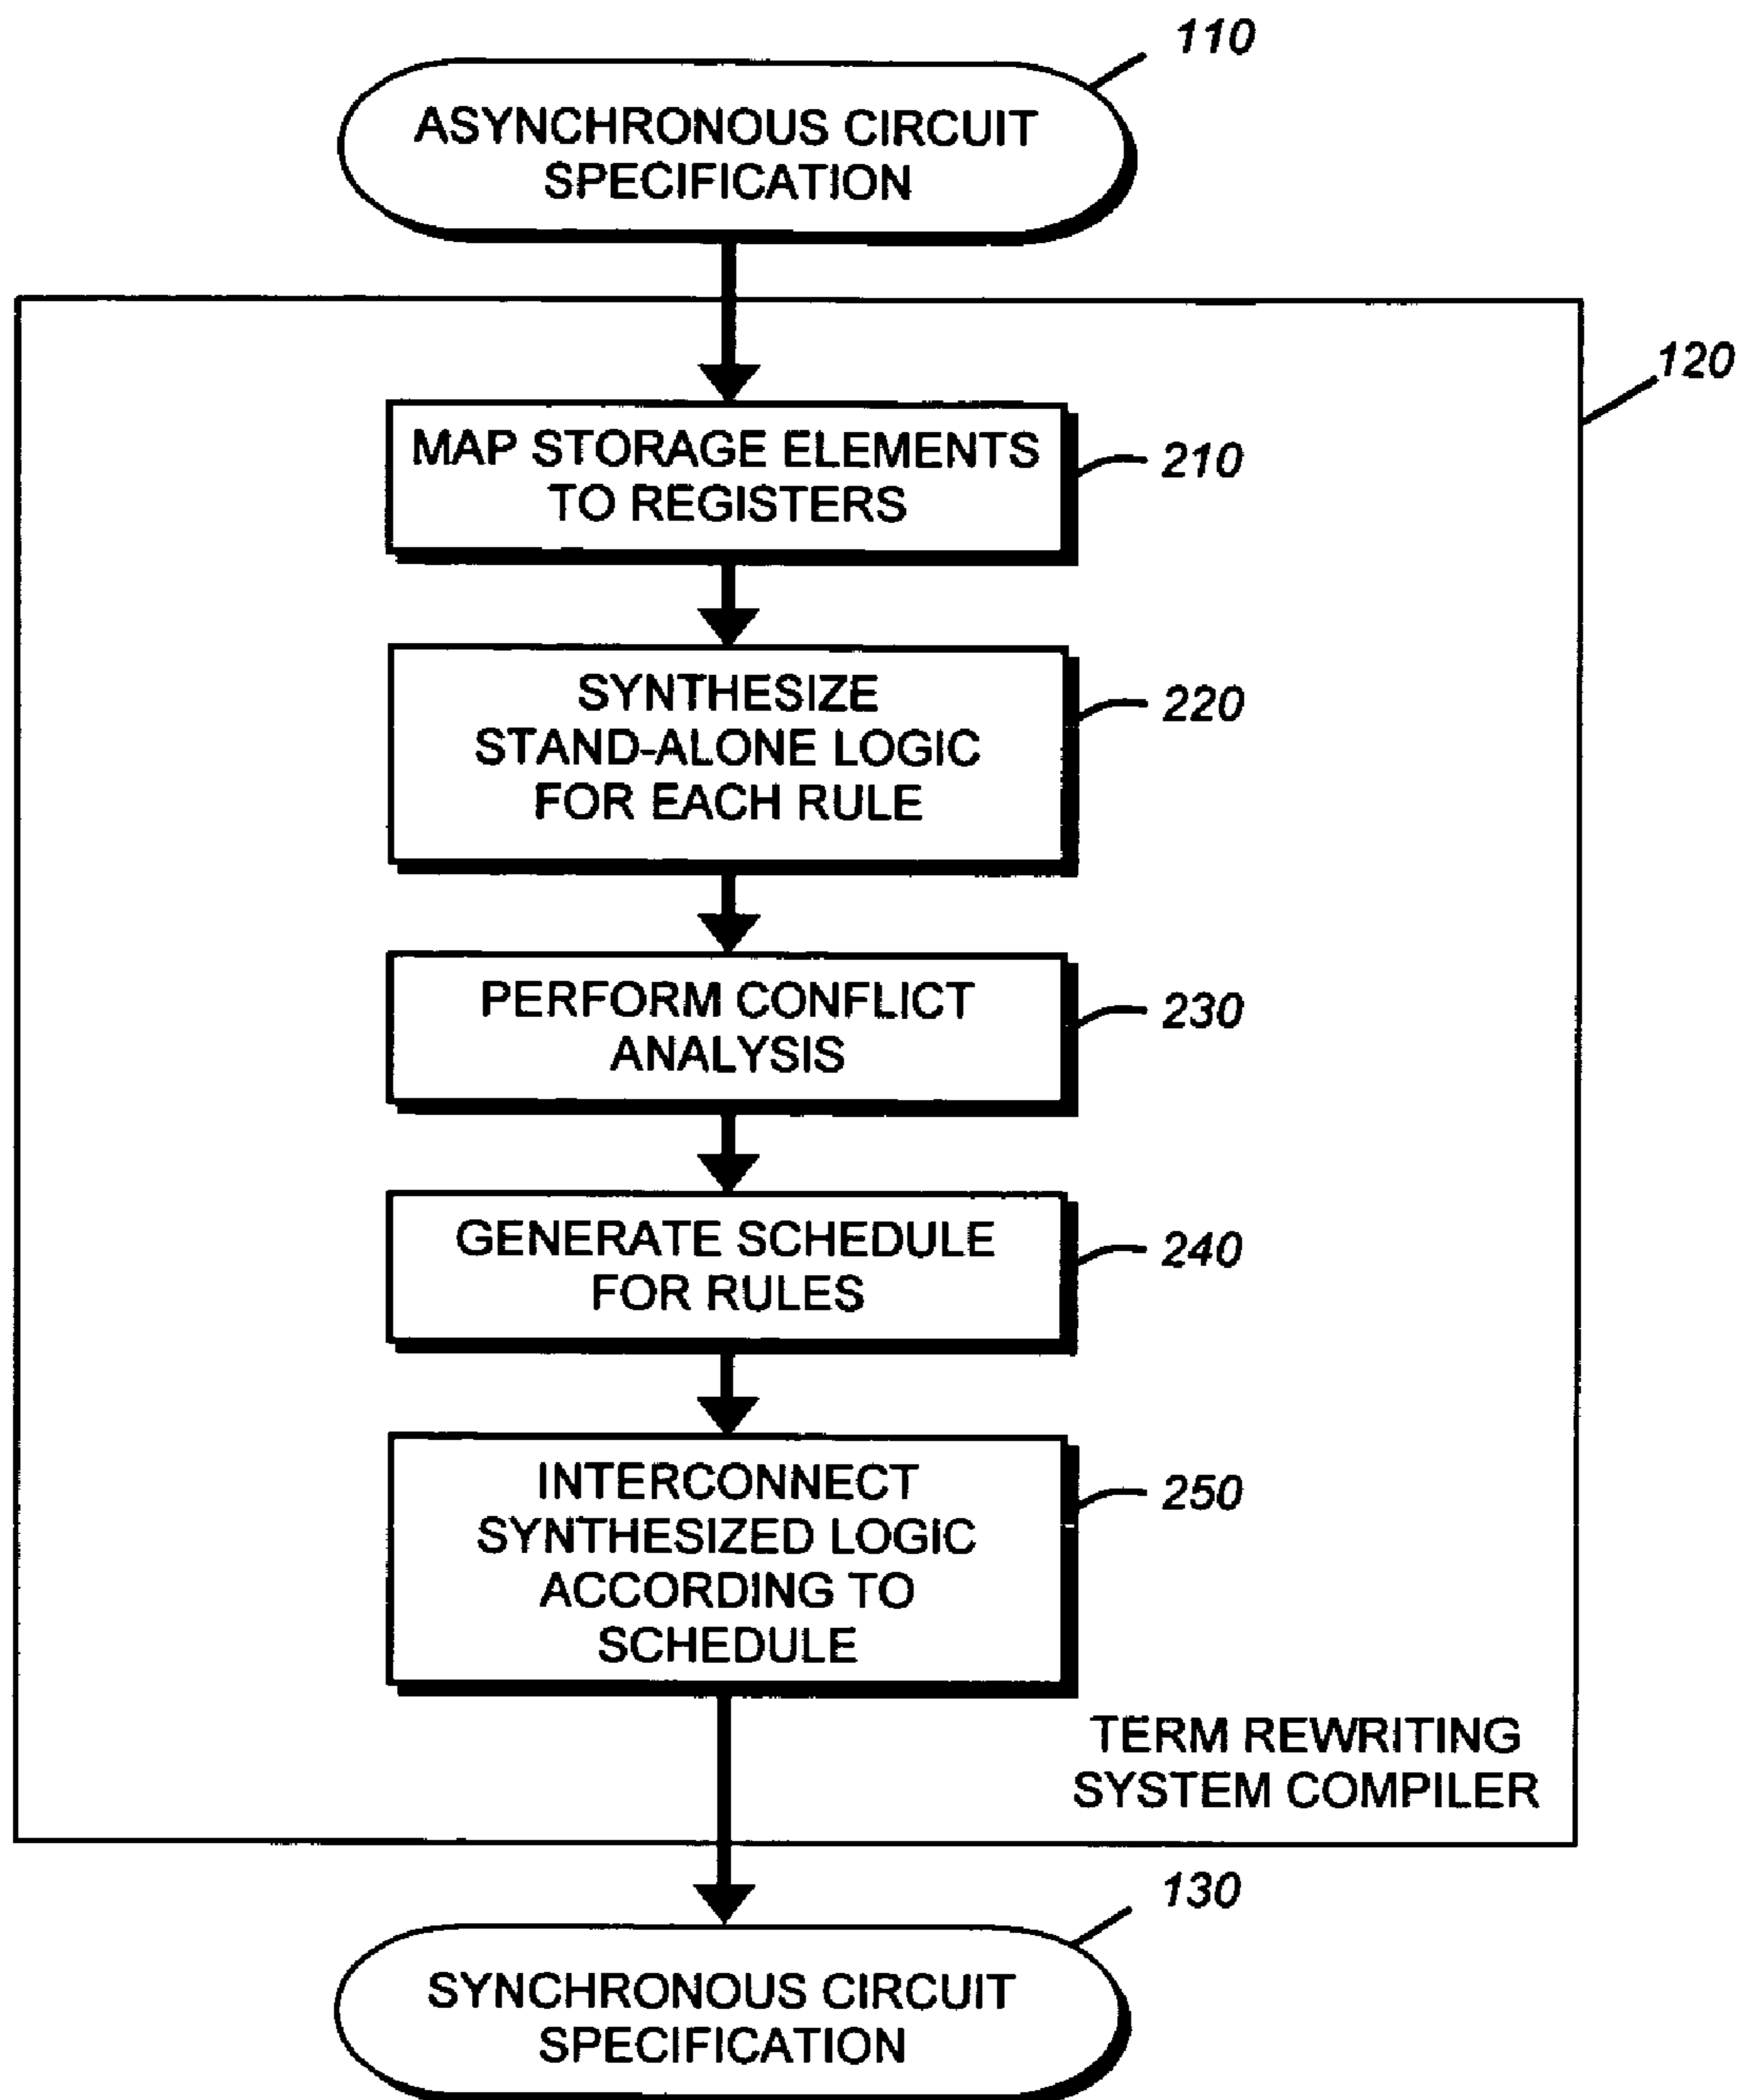 110
ASYNCHRONOUS CIRCUIT
SPECIFICATION
120
MAP STORAGE ELEMENTS
TO REGISTERS
210
SYNTHESIZE
STAND-ALONE LOGIC
FOR EACH RULE
220
PERFORM CONFLICT
ANALYSIS
230
GENERATE SCHEDULE
FOR RULES
240
INTERCONNECT
SYNTHESIZED LOGIC
ACCORDING TO
SCHEDULE
250
TERM REWRITING
SYSTEM COMPILER
130
SYNCHRONOUS CIRCUIT
SPECIFICATION